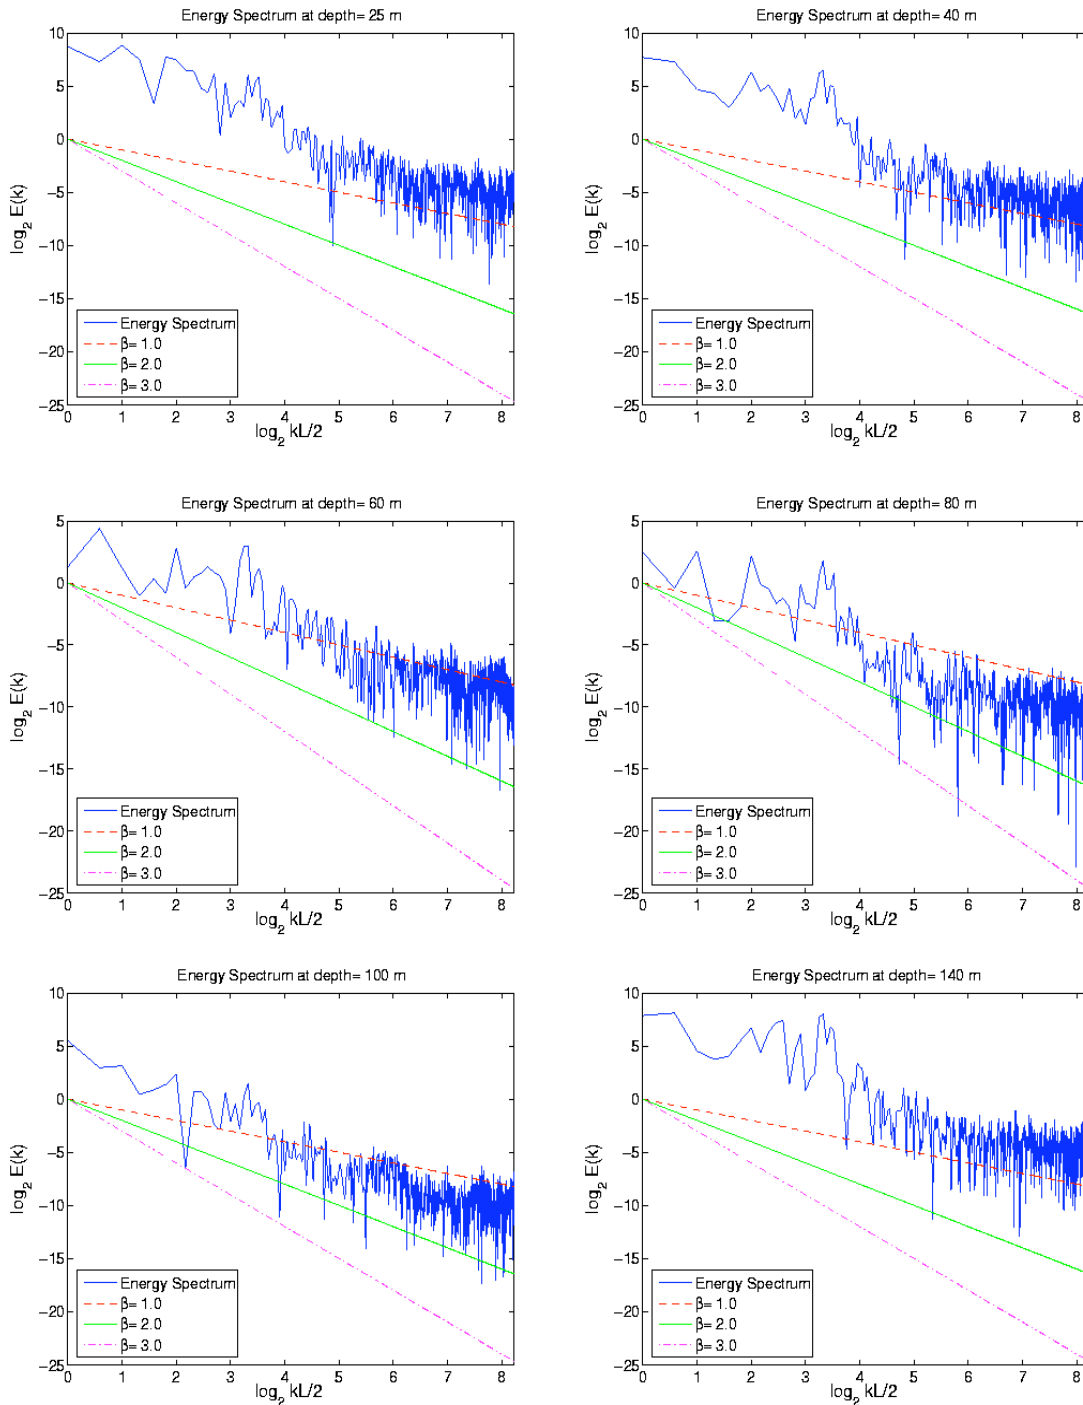 Energy Spectrum at depth= 25 m
10
5
0
−5
−10
−15
−20
−25
log₂ E(k)
Energy Spectrum
β= 1.0
β= 2.0
β= 3.0
0 1 2 3 4 5 6 7 8
log₂ kL/2
Energy Spectrum at depth= 40 m
10
5
0
−5
−10
−15
−20
−25
log₂ E(k)
Energy Spectrum
β= 1.0
β= 2.0
β= 3.0
0 1 2 3 4 5 6 7 8
log₂ kL/2
Energy Spectrum at depth= 60 m
5
0
−5
−10
−15
−20
−25
log₂ E(k)
Energy Spectrum
β= 1.0
β= 2.0
β= 3.0
0 1 2 3 4 5 6 7 8
log₂ kL/2
Energy Spectrum at depth= 80 m
5
0
−5
−10
−15
−20
−25
log₂ E(k)
Energy Spectrum
β= 1.0
β= 2.0
β= 3.0
0 1 2 3 4 5 6 7 8
log₂ kL/2
Energy Spectrum at depth= 100 m
10
5
0
−5
−10
−15
−20
−25
log₂ E(k)
Energy Spectrum
β= 1.0
β= 2.0
β= 3.0
0 1 2 3 4 5 6 7 8
log₂ kL/2
Energy Spectrum at depth= 140 m
10
5
0
−5
−10
−15
−20
−25
log₂ E(k)
Energy Spectrum
β= 1.0
β= 2.0
β= 3.0
0 1 2 3 4 5 6 7 8
log₂ kL/2